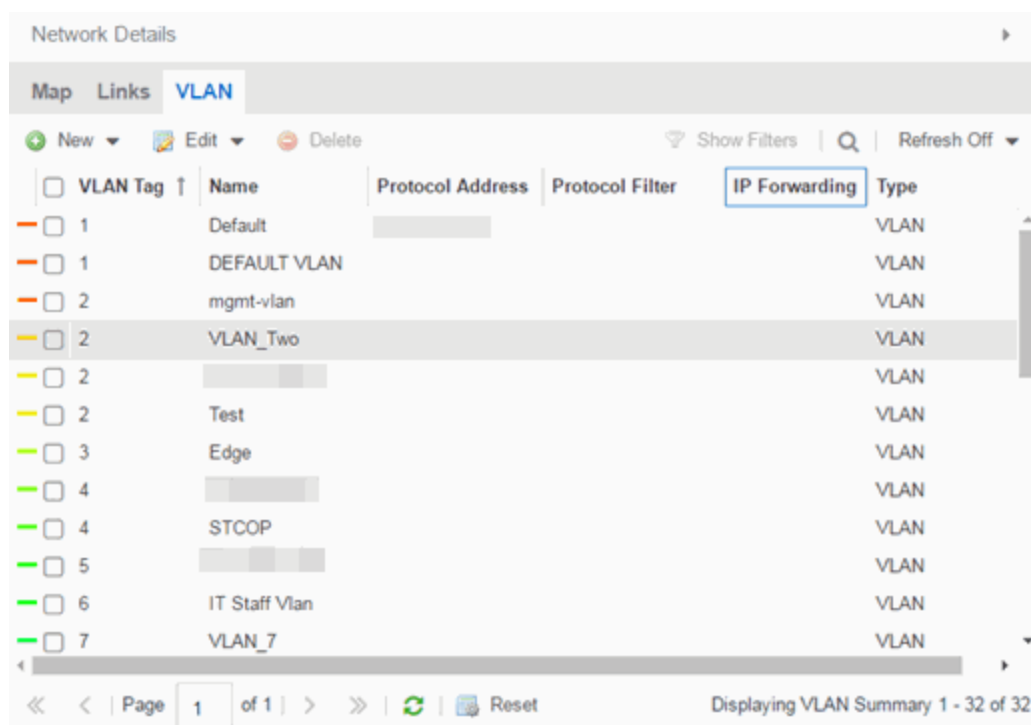 Network Details
Map Links VLAN
New Edit Delete Show Filters Refresh Off
VLAN Tag ↑ Name Protocol Address Protocol Filter IP Forwarding Type
1 Default VLAN
1 DEFAULT VLAN VLAN
2 mgmt-vlan VLAN
2 VLAN_Two VLAN
2 VLAN
2 Test VLAN
3 Edge VLAN
4 VLAN
4 STCOP VLAN
5 VLAN
6 IT Staff Vlan VLAN
7 VLAN_7 VLAN
Page 1 of 1 Reset Displaying VLAN Summary 1 - 32 of 32